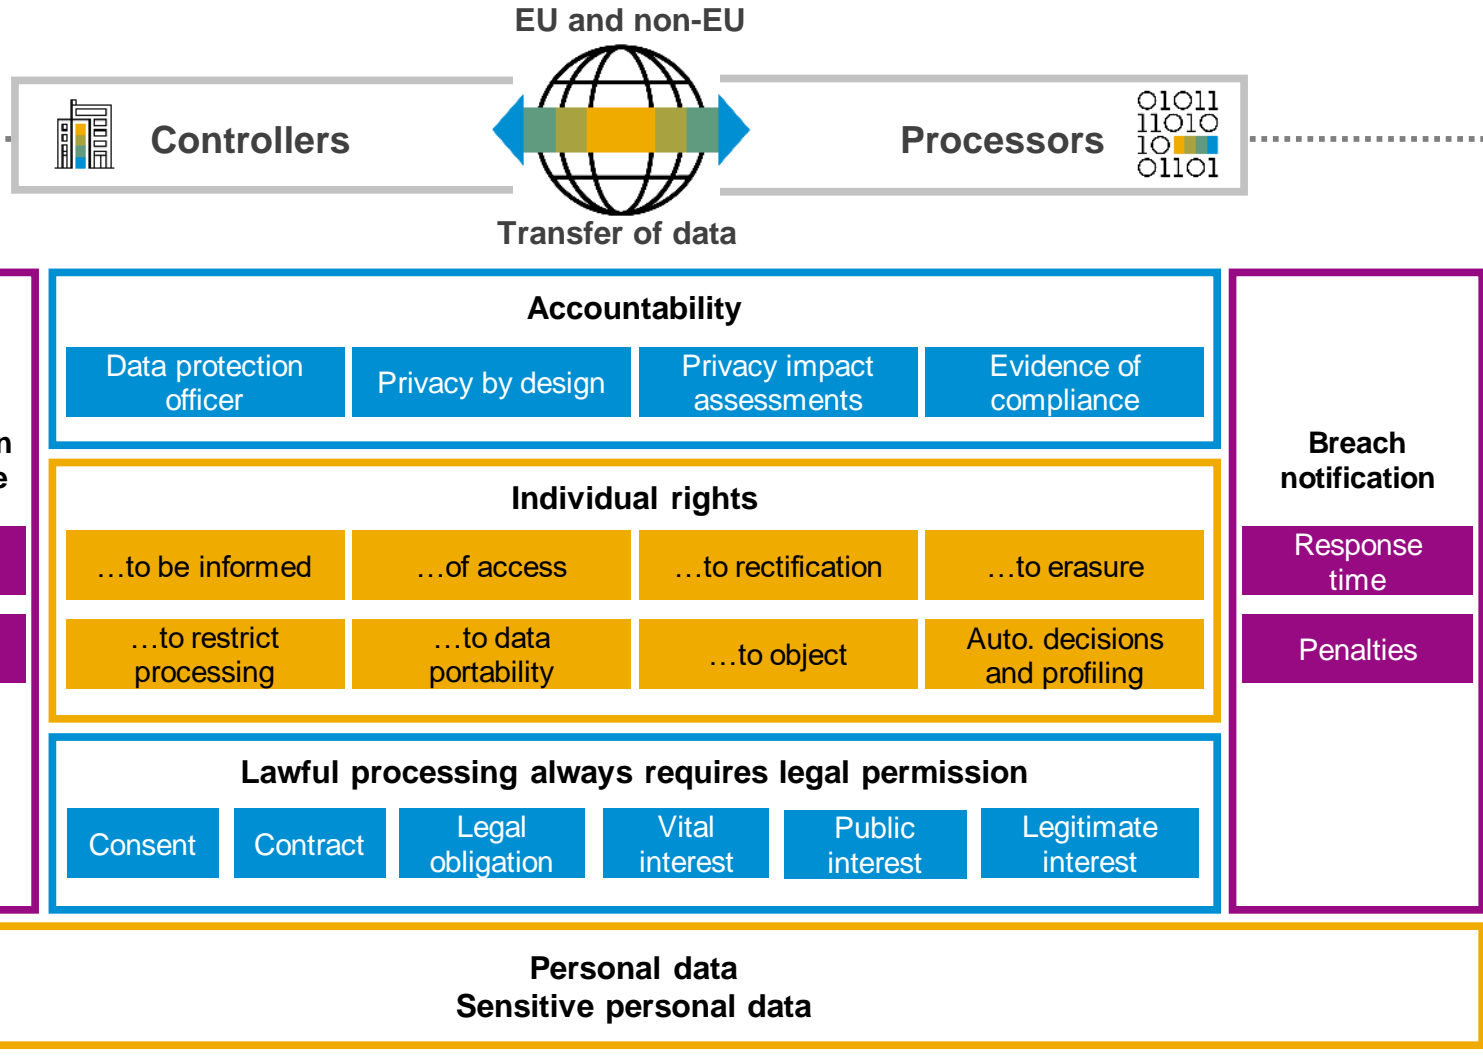 EU and non-EU
Controllers
Processors
01011
11010
10
01101
Transfer of data
Accountability
Data protection
officer
Privacy by design
Privacy impact
assessments
Evidence of
compliance
Individual rights
…to be informed
…of access
…to rectification
…to erasure
…to restrict
processing
…to data
portability
…to object
Auto. decisions
and profiling
Lawful processing always requires legal permission
Consent
Contract
Legal
obligation
Vital
interest
Public
interest
Legitimate
interest
Breach
notification
Response
time
Penalties
Personal data
Sensitive personal data